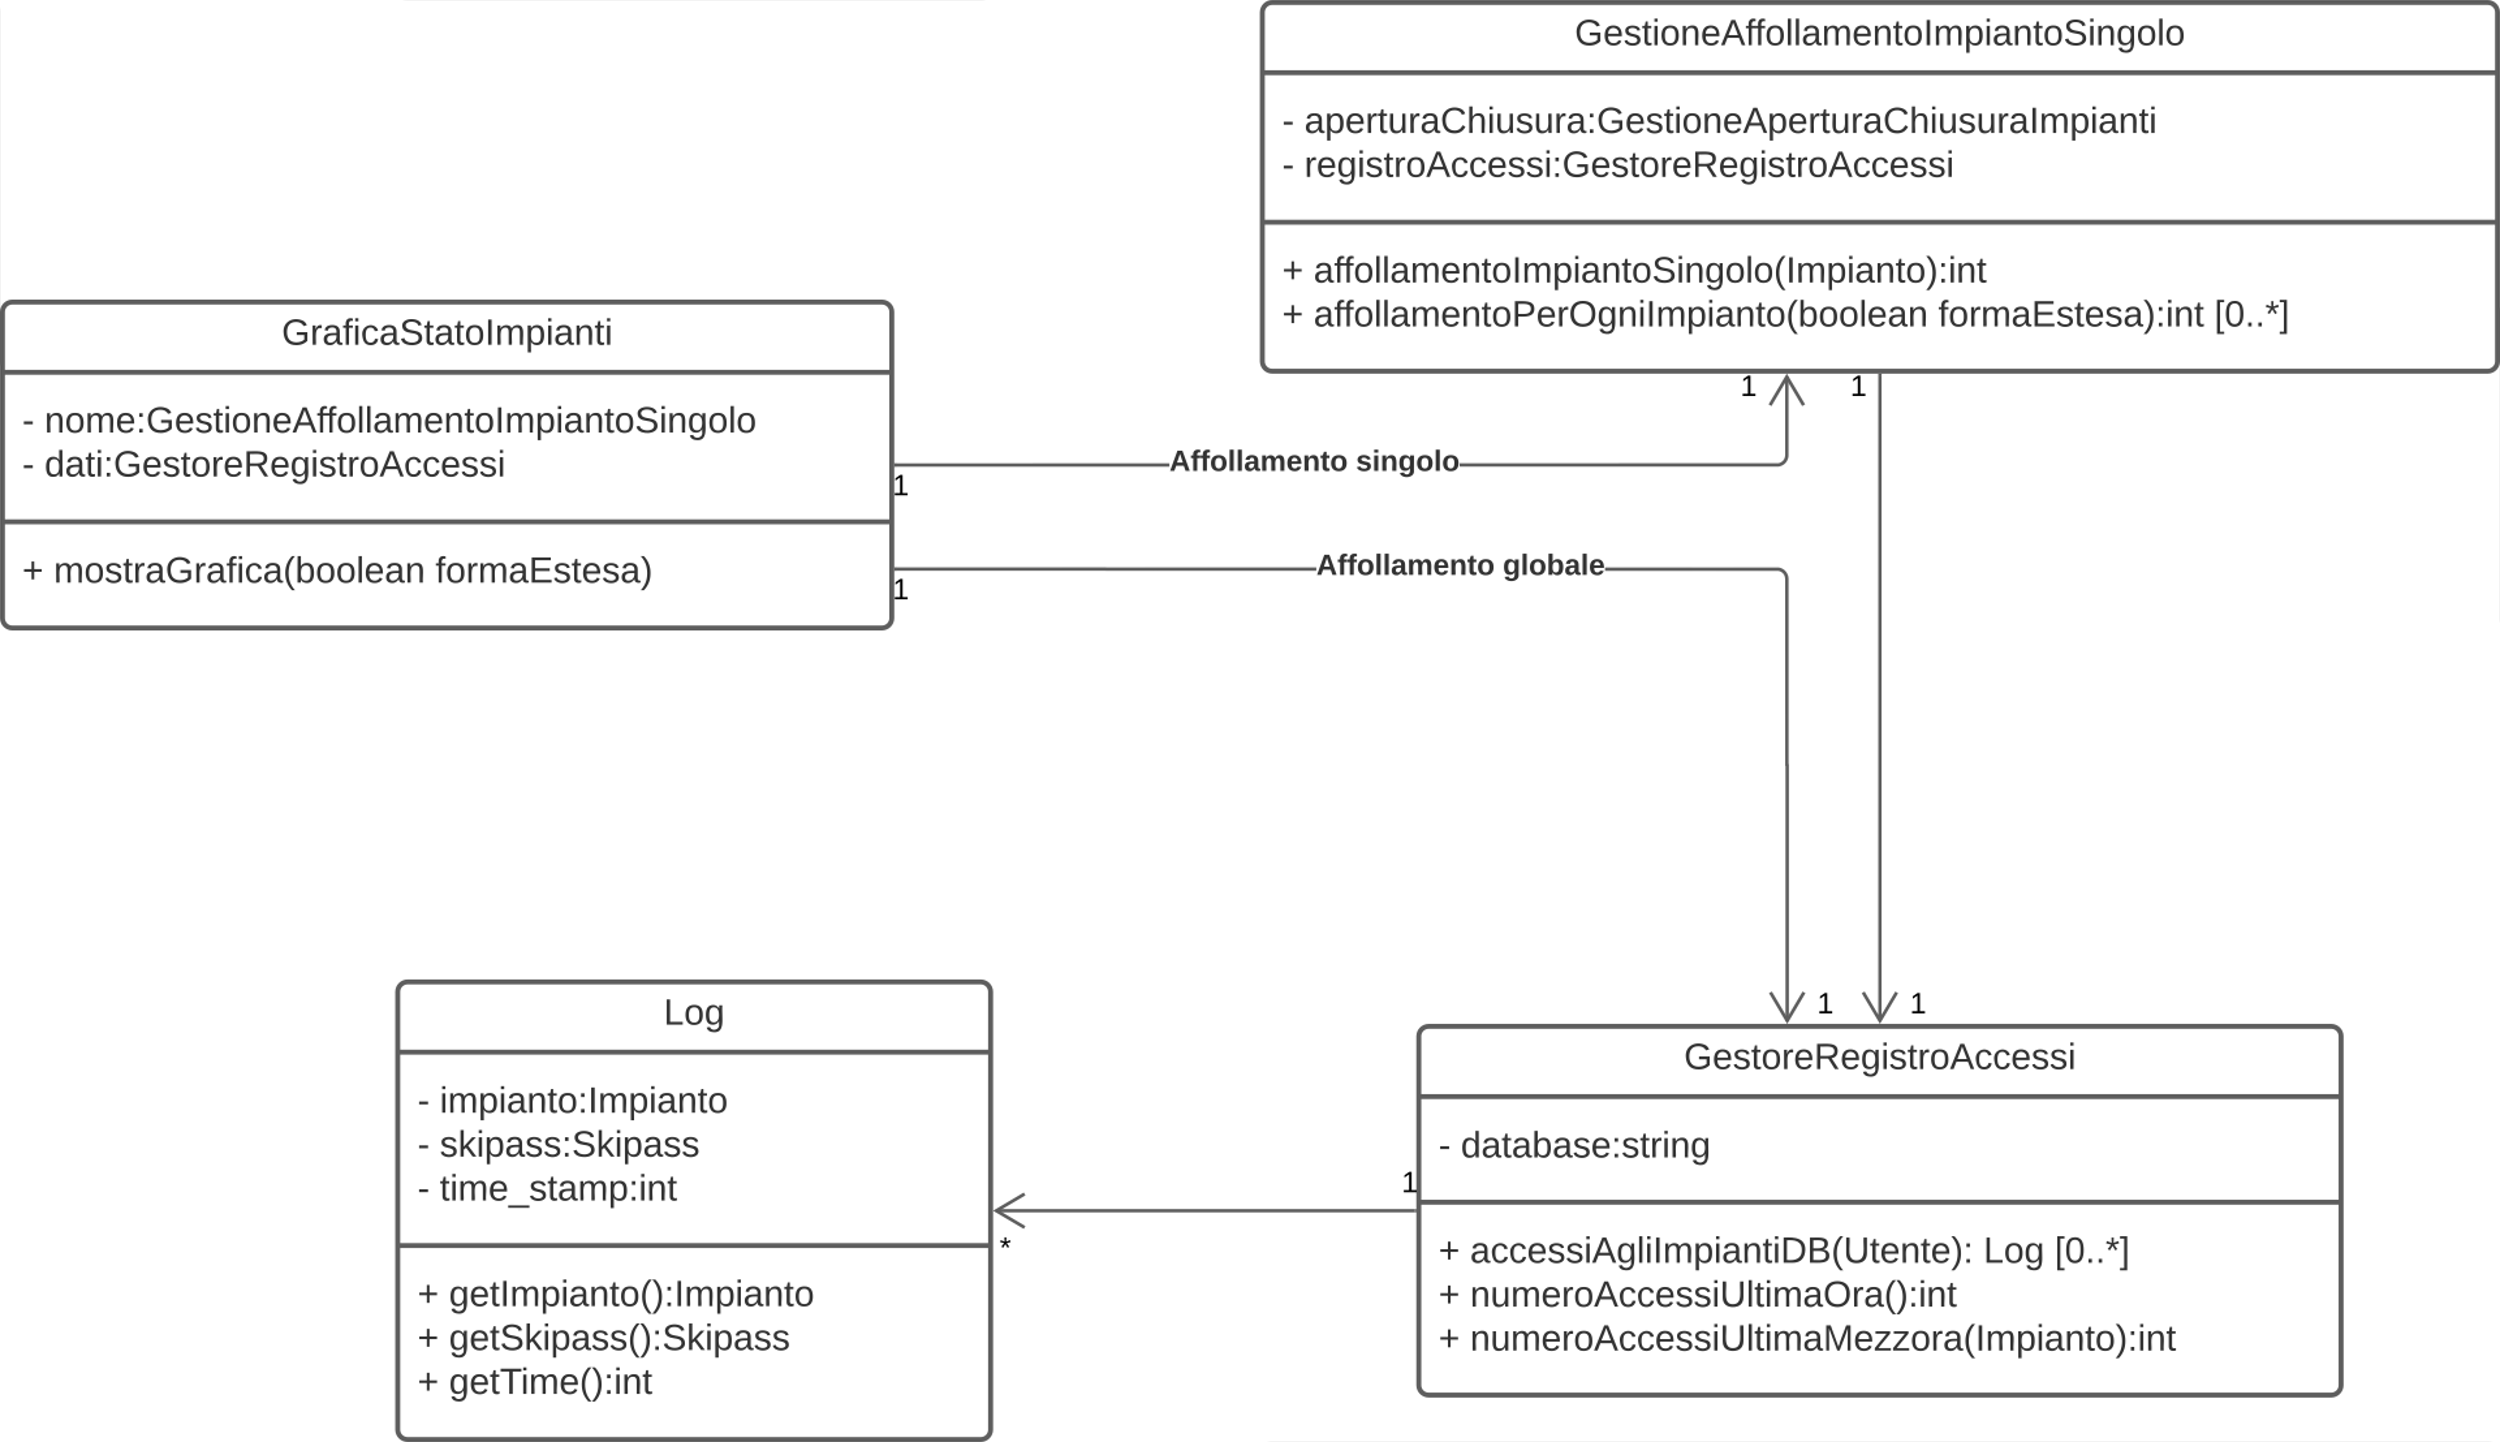 GestioneAffollamentoImpiantoSingolo
- aperturaChiusura:GestioneAperturaChiusuraImpianti
- registroAccessi:GestoreRegistroAccessi
+ affollamentoImpiantoSingolo(Impianto):int
+ affollamentoPerOgniImpianto(boolean formaEstesa):int [0..*]
GraficaStatoImpianti
- nome:GestioneAffollamentoImpiantoSingolo
- dati:GestoreRegistroAccessi
+ mostraGrafica(boolean formaEstesa)
1
1
Affollamento singolo
1
Affollamento globale
1
1
1
Log
- impianto:Impianto
- skipass:Skipass
- time_stamp:int
+ getImpianto():Impianto
+ getSkipass():Skipass
+ getTime():int
*
1
GestoreRegistroAccessi
- database:string
+ accessiAgliImpiantiDB(Utente): Log [0..*]
+ numeroAccessiUltimaOra():int
+ numeroAccessiUltimaMezzora(Impianto):int